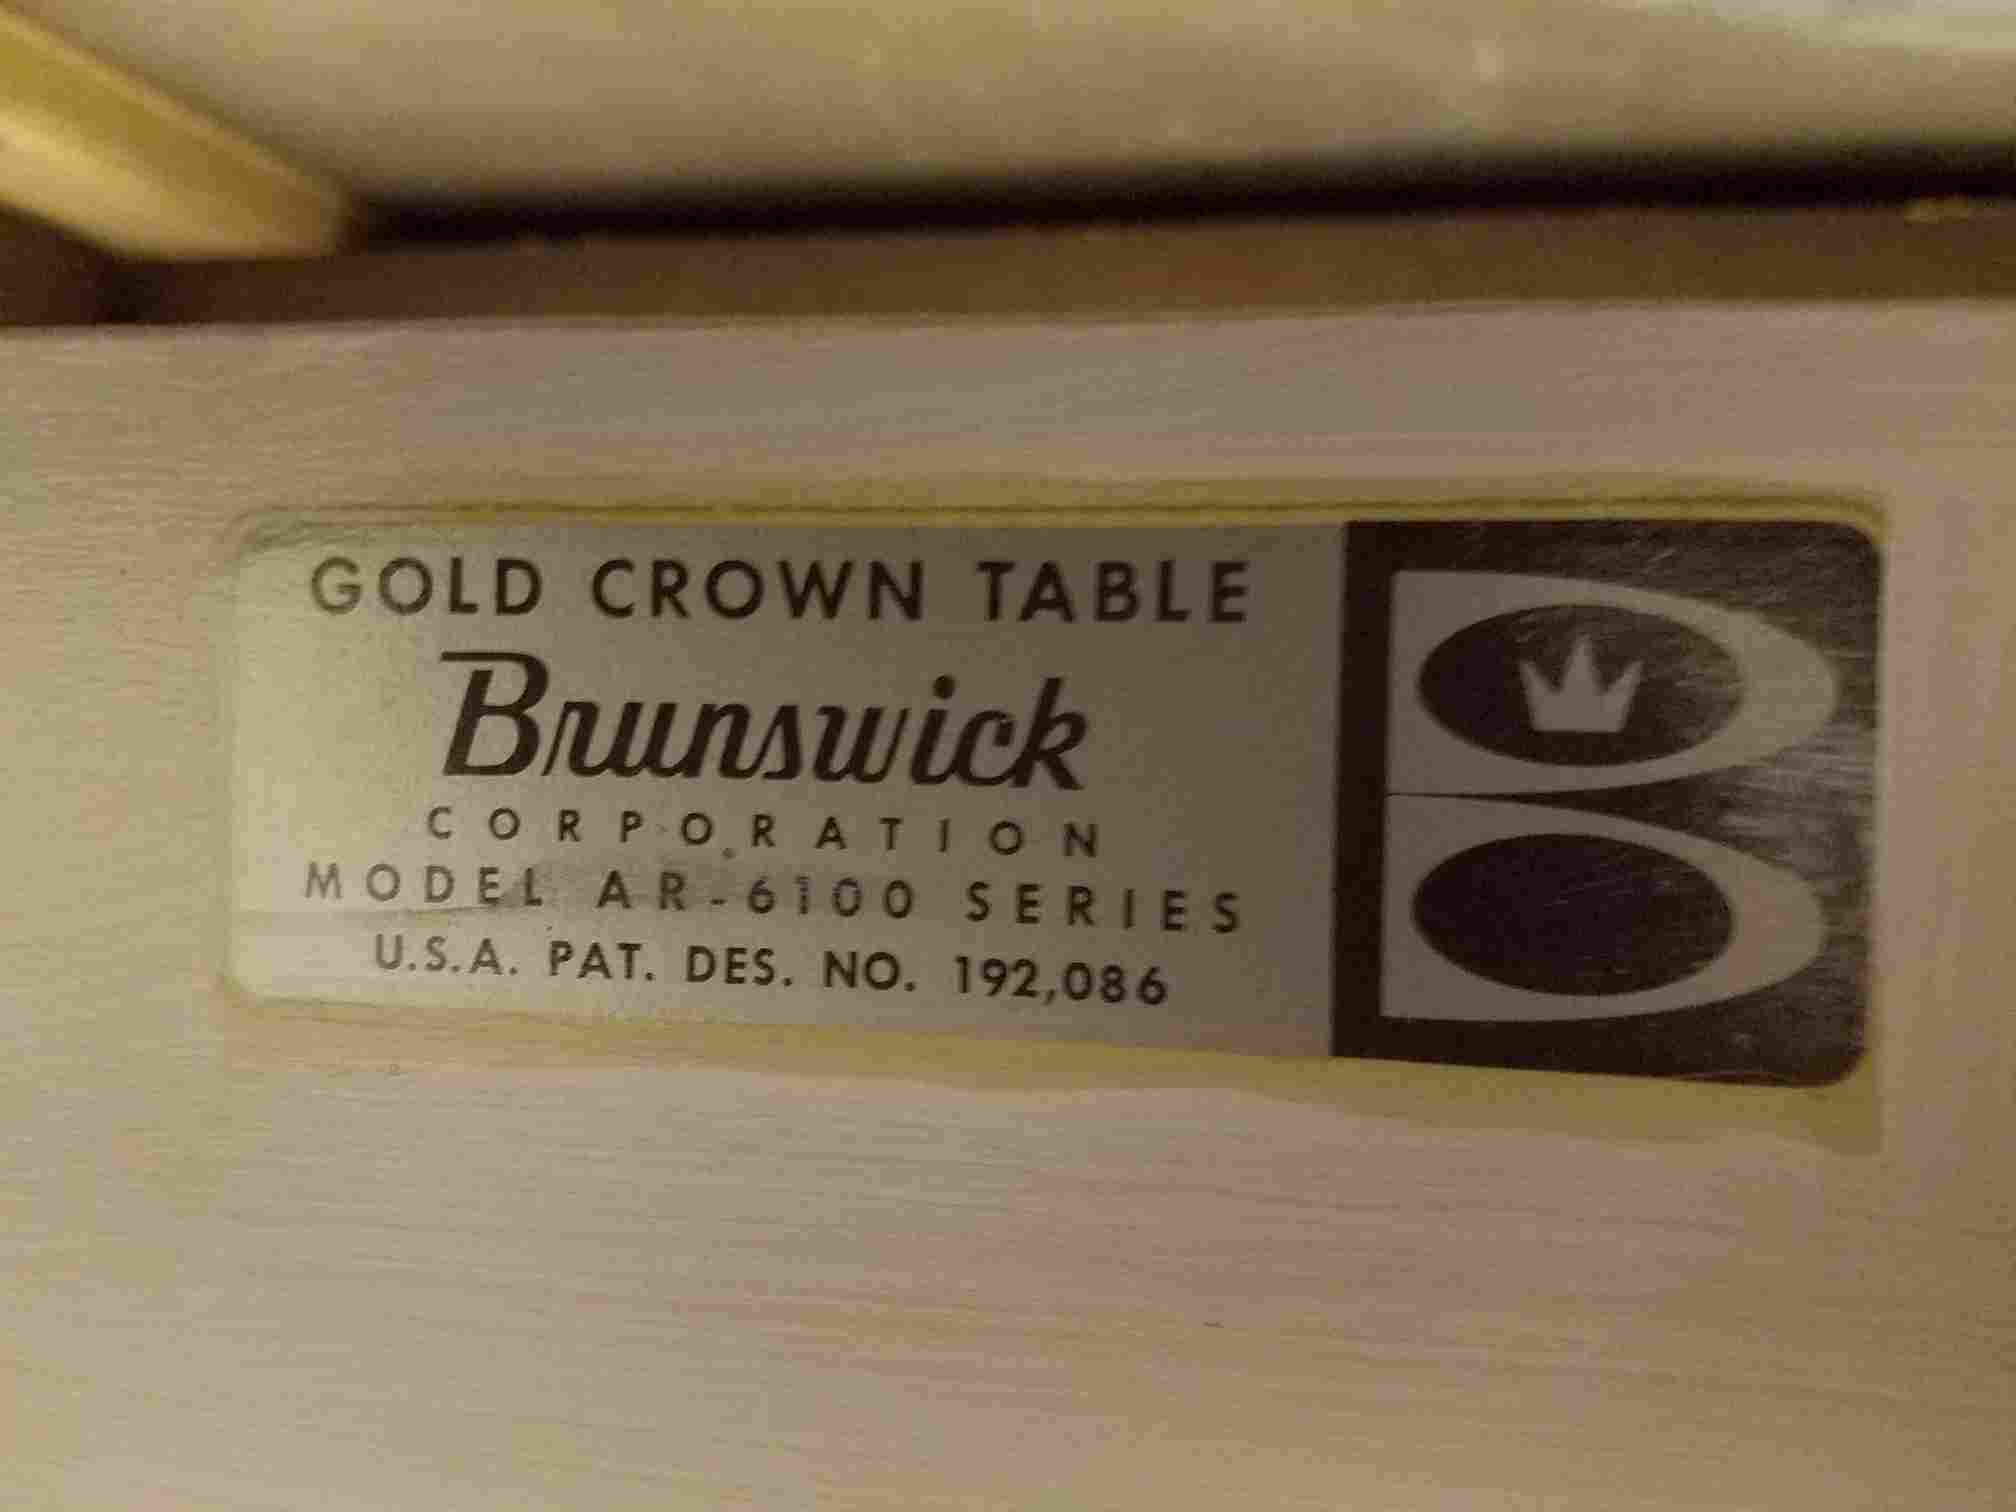 GOLD CROWN TABLE
Brunswick
CORPORATION
MODEL AR-6100 SERIES
U.S.A. PAT. DES. NO. 192,086